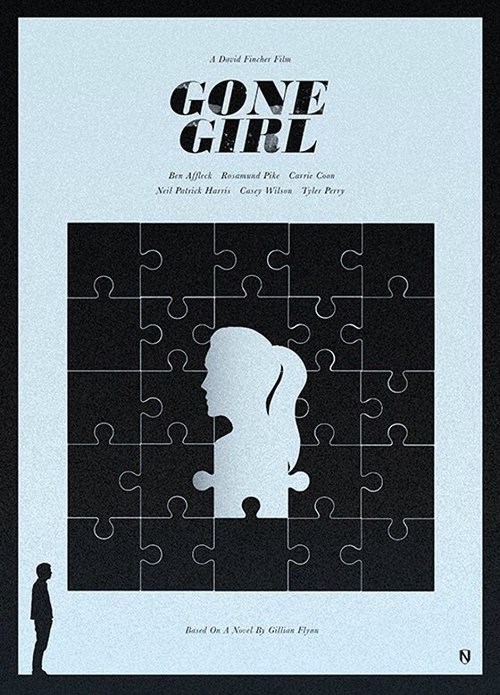 A David Fincher Film
GONE
GIRL
Ben Affleck Rosamund Pike Carrie Coon
Neil Patrick Harris Casey Wilson Tyler Perry
Based On A Novel By Gillian Flynn
N